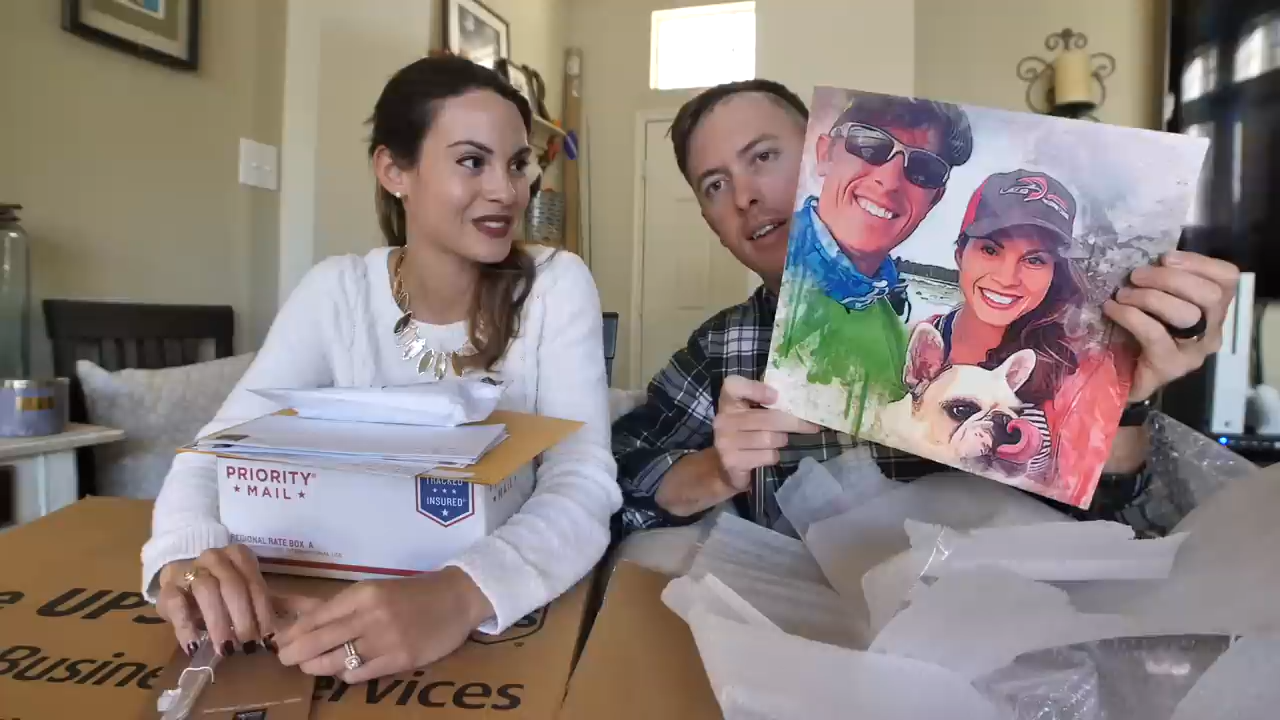 PRIORITY®
★ MAIL ★
TRACKED
INSURED
REGIONAL RATE BOX A
UPS
Busine
ervices